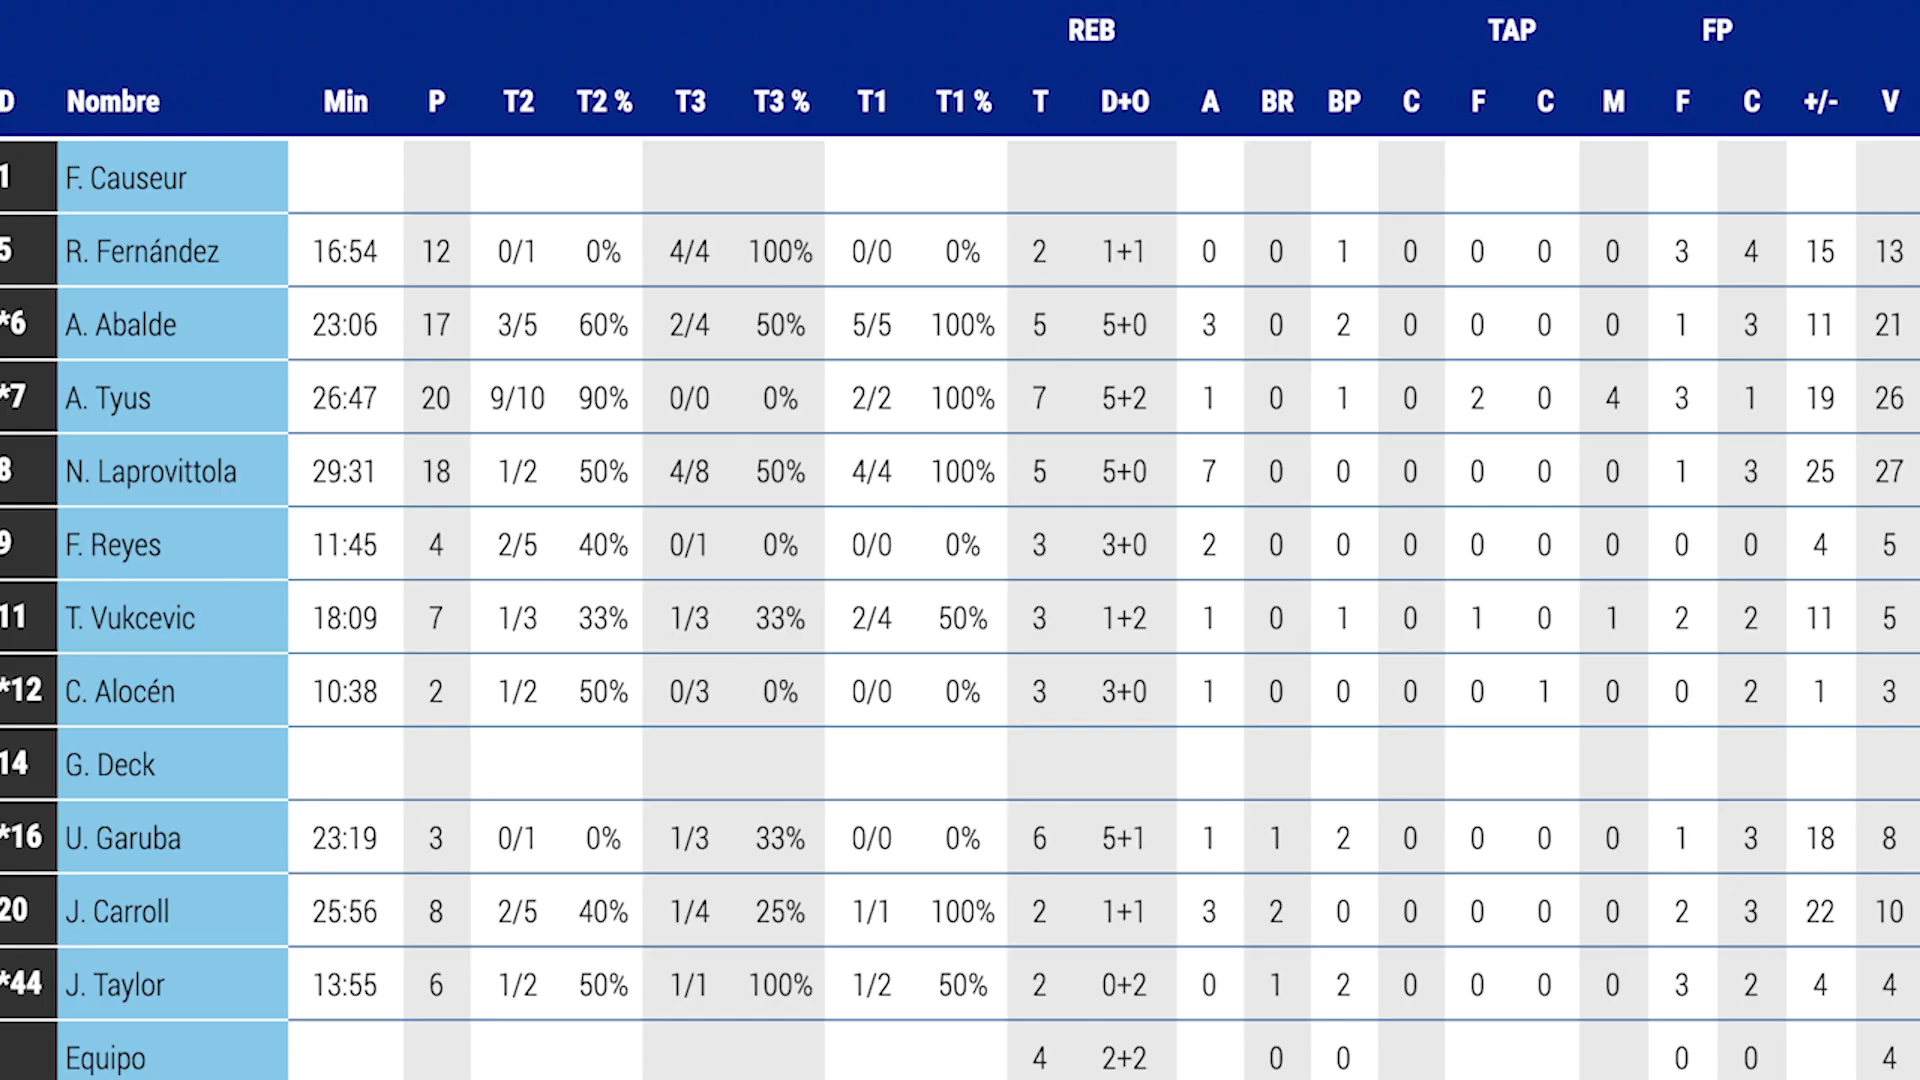 REB TAP FP
D Nombre Min P T2 T2 % T3 T3 % T1 T1 % T D+O A BR BP C F C M F C +/- V
1 F. Causeur
5 R. Fernández 16:54 12 0/1 0% 4/4 100% 0/0 0% 2 1+1 0 0 1 0 0 0 0 3 4 15 13
*6 A. Abalde 23:06 17 3/5 60% 2/4 50% 5/5 100% 5 5+0 3 0 2 0 0 0 0 1 3 11 21
*7 A. Tyus 26:47 20 9/10 90% 0/0 0% 2/2 100% 7 5+2 1 0 1 0 2 0 4 3 1 19 26
8 N. Laprovittola 29:31 18 1/2 50% 4/8 50% 4/4 100% 5 5+0 7 0 0 0 0 0 0 1 3 25 27
9 F. Reyes 11:45 4 2/5 40% 0/1 0% 0/0 0% 3 3+0 2 0 0 0 0 0 0 0 0 4 5
11 T. Vukcevic 18:09 7 1/3 33% 1/3 33% 2/4 50% 3 1+2 1 0 1 0 1 0 1 2 2 11 5
*12 C. Alocén 10:38 2 1/2 50% 0/3 0% 0/0 0% 3 3+0 1 0 0 0 0 1 0 0 2 1 3
14 G. Deck
*16 U. Garuba 23:19 3 0/1 0% 1/3 33% 0/0 0% 6 5+1 1 1 2 0 0 0 0 1 3 18 8
20 J. Carroll 25:56 8 2/5 40% 1/4 25% 1/1 100% 2 1+1 3 2 0 0 0 0 0 2 3 22 10
*44 J. Taylor 13:55 6 1/2 50% 1/1 100% 1/2 50% 2 0+2 0 1 2 0 0 0 0 3 2 4 4
Equipo 4 2+2 0 0 0 0 4